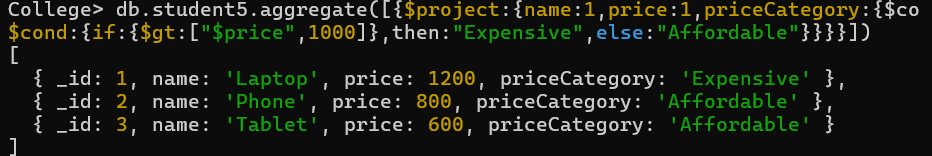 College> db.student5.aggregate([{$project:{name:1,price:1,priceCategory:{$co
$cond:{if:{$gt:["$price",1000]},then:"Expensive",else:"Affordable"}}}}])
[
  { _id: 1, name: 'Laptop', price: 1200, priceCategory: 'Expensive' },
  { _id: 2, name: 'Phone', price: 800, priceCategory: 'Affordable' },
  { _id: 3, name: 'Tablet', price: 600, priceCategory: 'Affordable' }
]